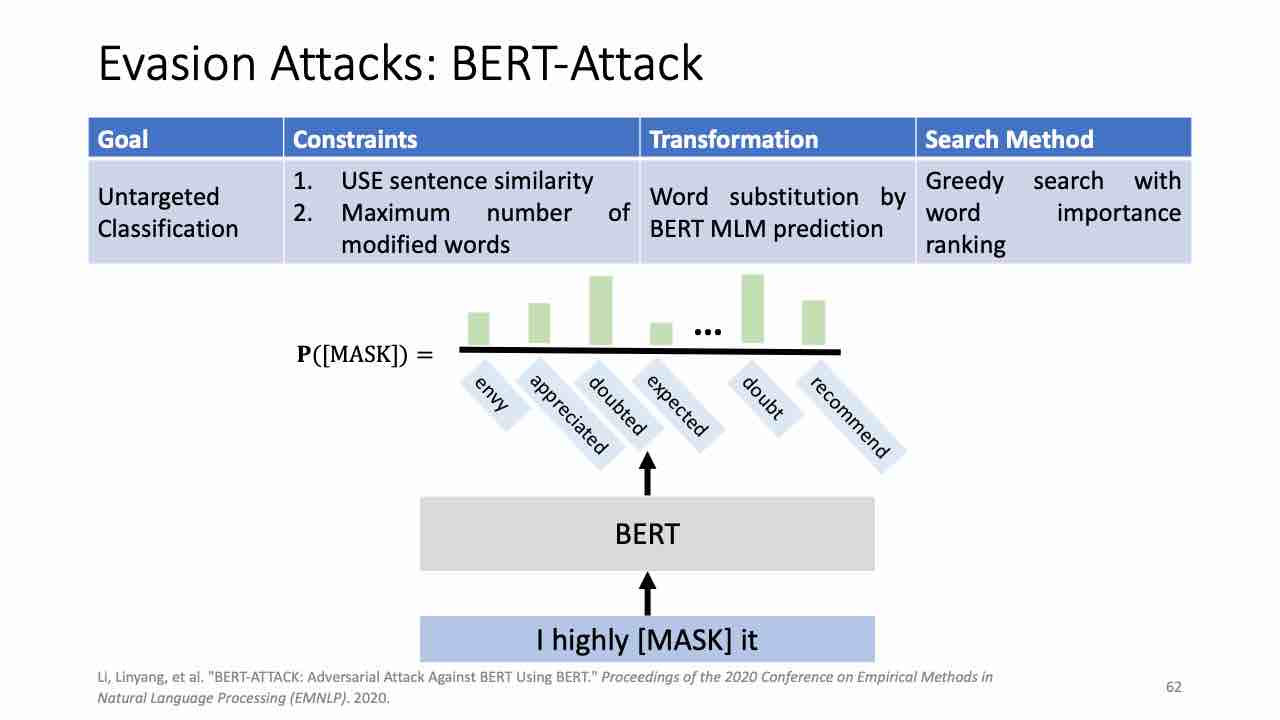 Evasion Attacks: BERT-Attack
Goal
Constraints
Transformation
Search Method
Untargeted
Classification
1. USE sentence similarity
2. Maximum number of
modified words
Word substitution by
BERT MLM prediction
Greedy search with
word importance
ranking
P([MASK]) =
...
envy
appreciated
doubted
expected
doubt
recommend
BERT
I highly [MASK] it
Li, Linyang, et al. "BERT-ATTACK: Adversarial Attack Against BERT Using BERT." Proceedings of the 2020 Conference on Empirical Methods in
Natural Language Processing (EMNLP). 2020.
62